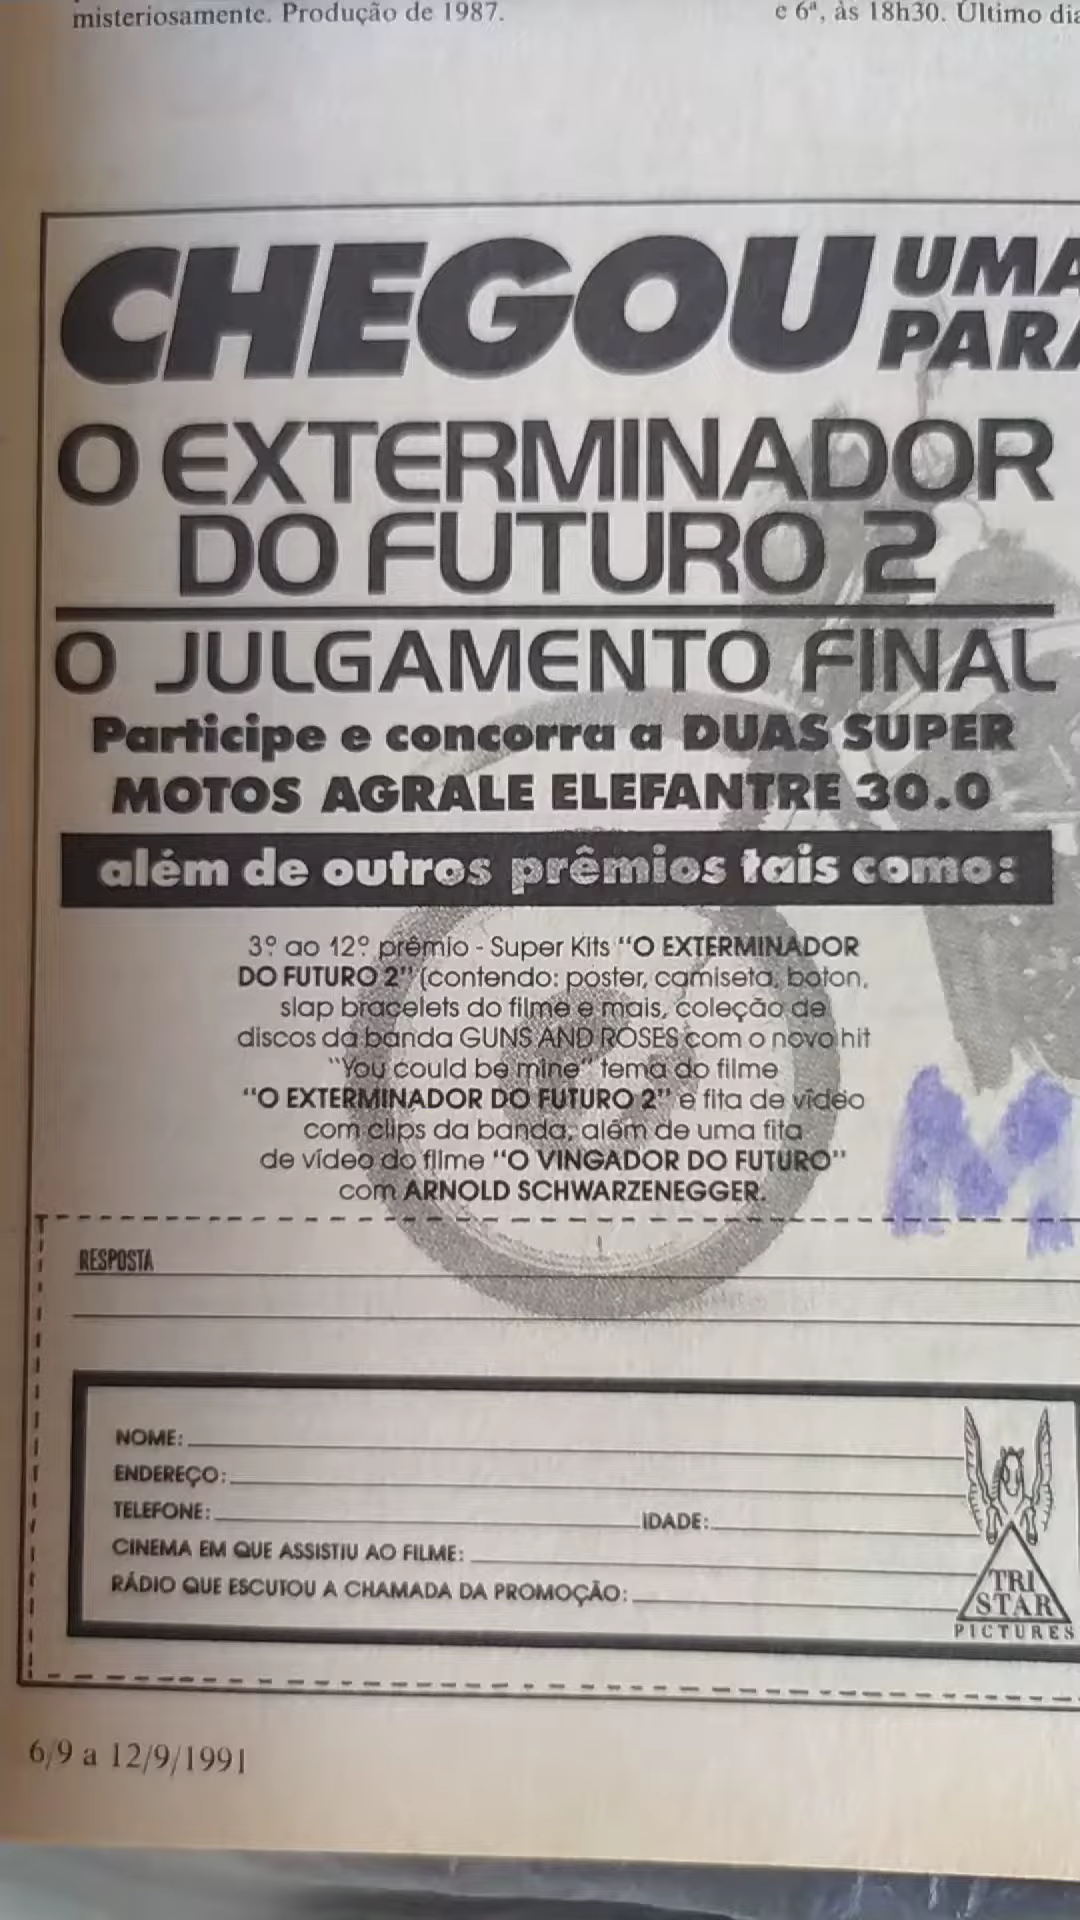 misteriosamente. Produção de 1987.
e 6ª, às 18h30. Último dia
CHEGOU UMA
PARA
O EXTERMINADOR
DO FUTURO 2
O JULGAMENTO FINAL
Participe e concorra a DUAS SUPER
MOTOS AGRALE ELEFANTRE 30.0
além de outros prêmios tais como:
3º ao 12º prêmio - Super Kits "O EXTERMINADOR
DO FUTURO 2" (contendo: poster, camiseta, boton,
slap bracelets do filme e mais, coleção de
discos da banda GUNS AND ROSES com o novo hit
"You could be mine" tema do filme
"O EXTERMINADOR DO FUTURO 2" e fita de vídeo
com clips da banda, além de uma fita
de vídeo do filme "O VINGADOR DO FUTURO"
com ARNOLD SCHWARZENEGGER.
M
RESPOSTA
NOME:
ENDEREÇO:
TELEFONE: IDADE:
CINEMA EM QUE ASSISTIU AO FILME:
RÁDIO QUE ESCUTOU A CHAMADA DA PROMOÇÃO:
TRI
STAR
PICTURES
6/9 a 12/9/1991